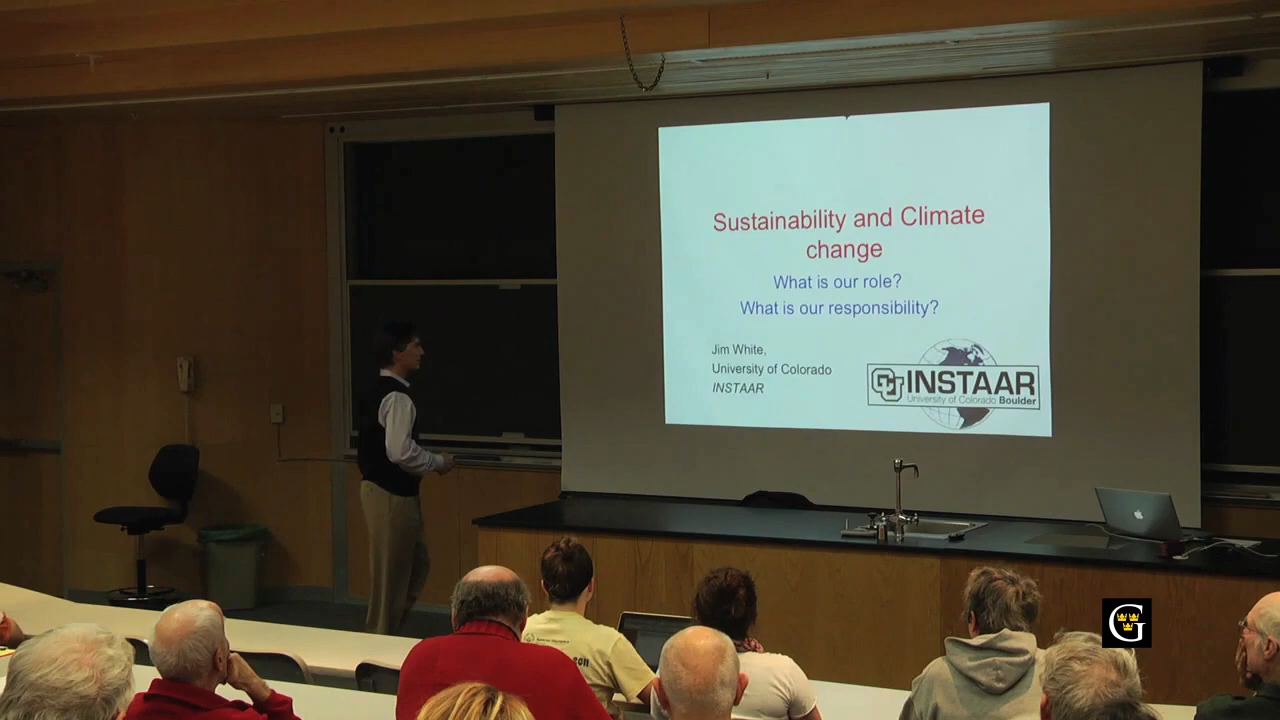 Sustainability and Climate
change
What is our role?
What is our responsibility?
Jim White,
University of Colorado
INSTAAR
CU INSTAAR
University of Colorado Boulder
G